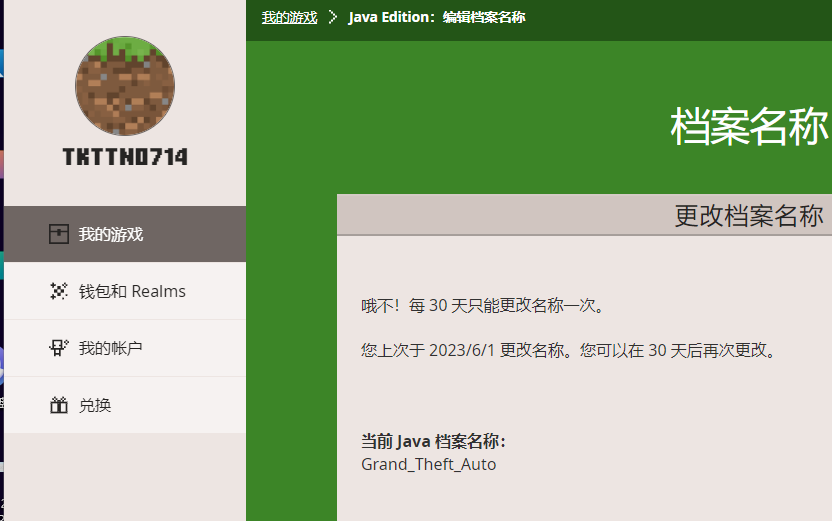 我的游戏 > Java Edition：编辑档案名称
TKTTNO714
档案名称
更改档案名称
我的游戏
钱包和 Realms
我的帐户
兑换
哦不！每 30 天只能更改名称一次。
您上次于 2023/6/1 更改名称。您可以在 30 天后再次更改。
当前 Java 档案名称：
Grand_Theft_Auto